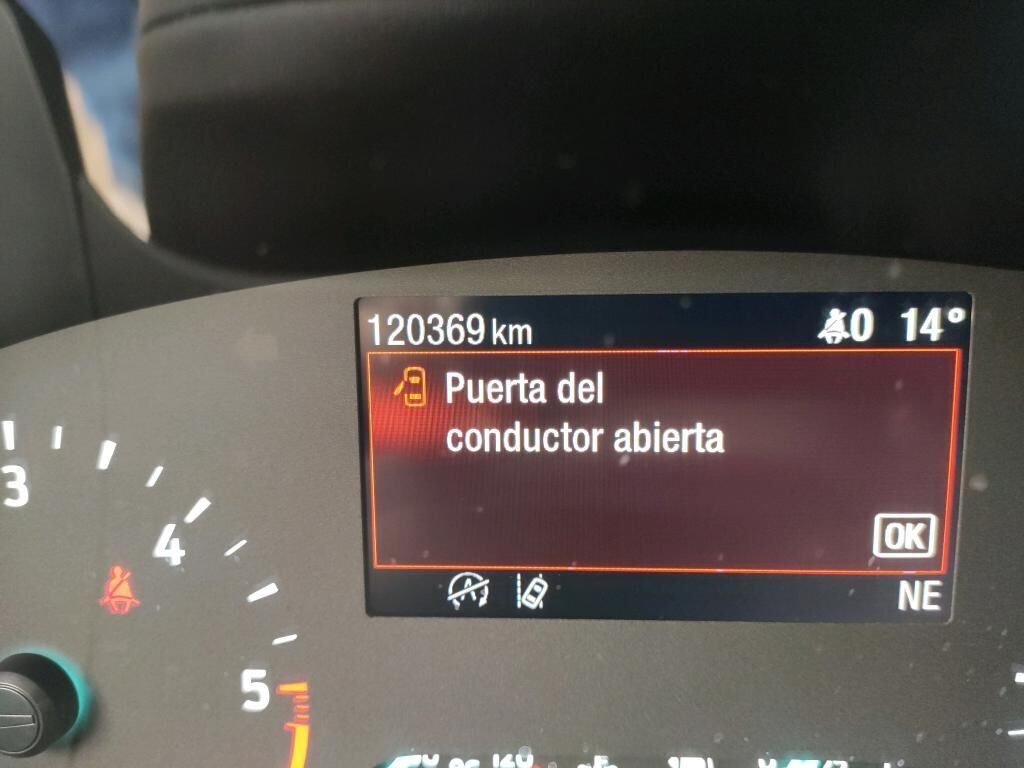 120369 km
0 14°
Puerta del
conductor abierta
OK
NE
3
4
5